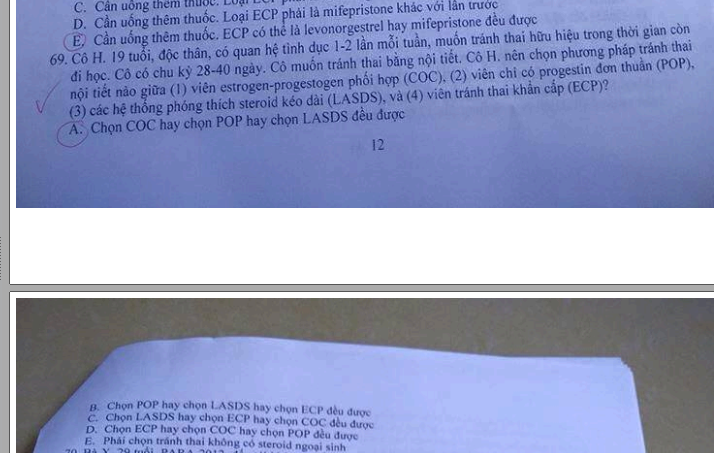 C. Cần uống thêm thuốc. Loại ECP
D. Cần uống thêm thuốc. Loại ECP phải là mifepristone khác với lần trước
E. Cần uống thêm thuốc. ECP có thể là levonorgestrel hay mifepristone đều được
69. Cô H. 19 tuổi, độc thân, có quan hệ tình dục 1-2 lần mỗi tuần, muốn tránh thai hữu hiệu trong thời gian còn
đi học. Cô có chu kỳ 28-40 ngày. Cô muốn tránh thai bằng nội tiết. Cô H. nên chọn phương pháp tránh thai
nội tiết nào giữa (1) viên estrogen-progestogen phối hợp (COC), (2) viên chỉ có progestin đơn thuần (POP),
(3) các hệ thống phóng thích steroid kéo dài (LASDS), và (4) viên tránh thai khẩn cấp (ECP)?
A. Chọn COC hay chọn POP hay chọn LASDS đều được
12
B. Chọn POP hay chọn LASDS hay chọn ECP đều được
C. Chọn LASDS hay chọn ECP hay chọn COC đều được
D. Chọn ECP hay chọn COC hay chọn POP đều được
E. Phải chọn tránh thai không có steroid ngoại sinh
70. Bà Y. 29 tuổi, PARA 2012